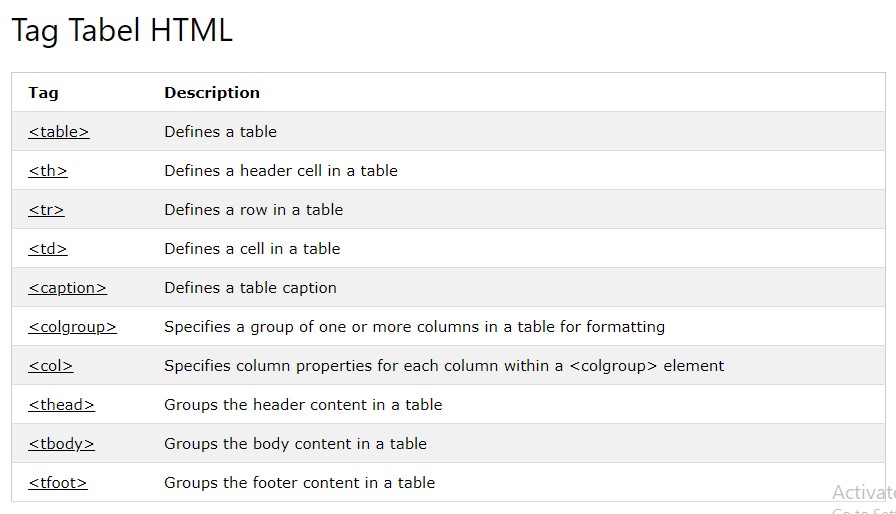 Tag Tabel HTML
Tag Description
<table> Defines a table
<th> Defines a header cell in a table
<tr> Defines a row in a table
<td> Defines a cell in a table
<caption> Defines a table caption
<colgroup> Specifies a group of one or more columns in a table for formatting
<col> Specifies column properties for each column within a <colgroup> element
<thead> Groups the header content in a table
<tbody> Groups the body content in a table
<tfoot> Groups the footer content in a table
Activate